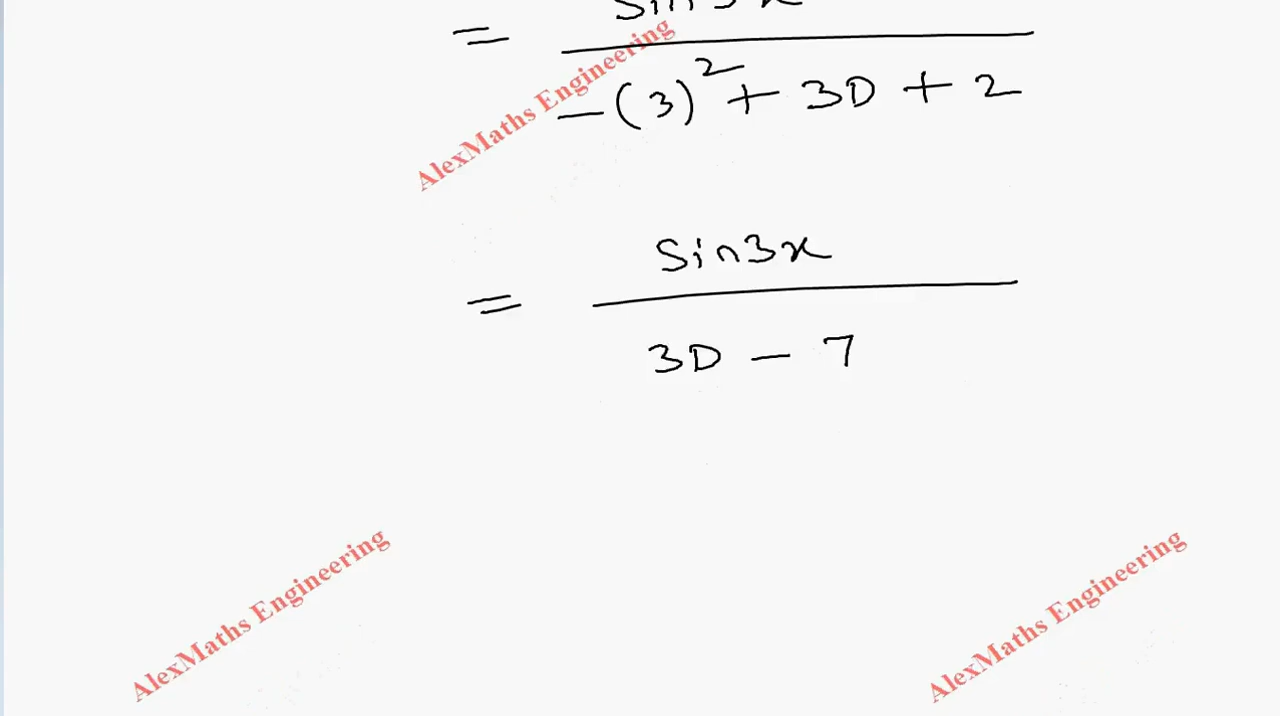 = sin3x
-(3)² + 3D + 2
= sin3x
3D - 7
AlexMaths Engineering
AlexMaths Engineering
AlexMaths Engineering